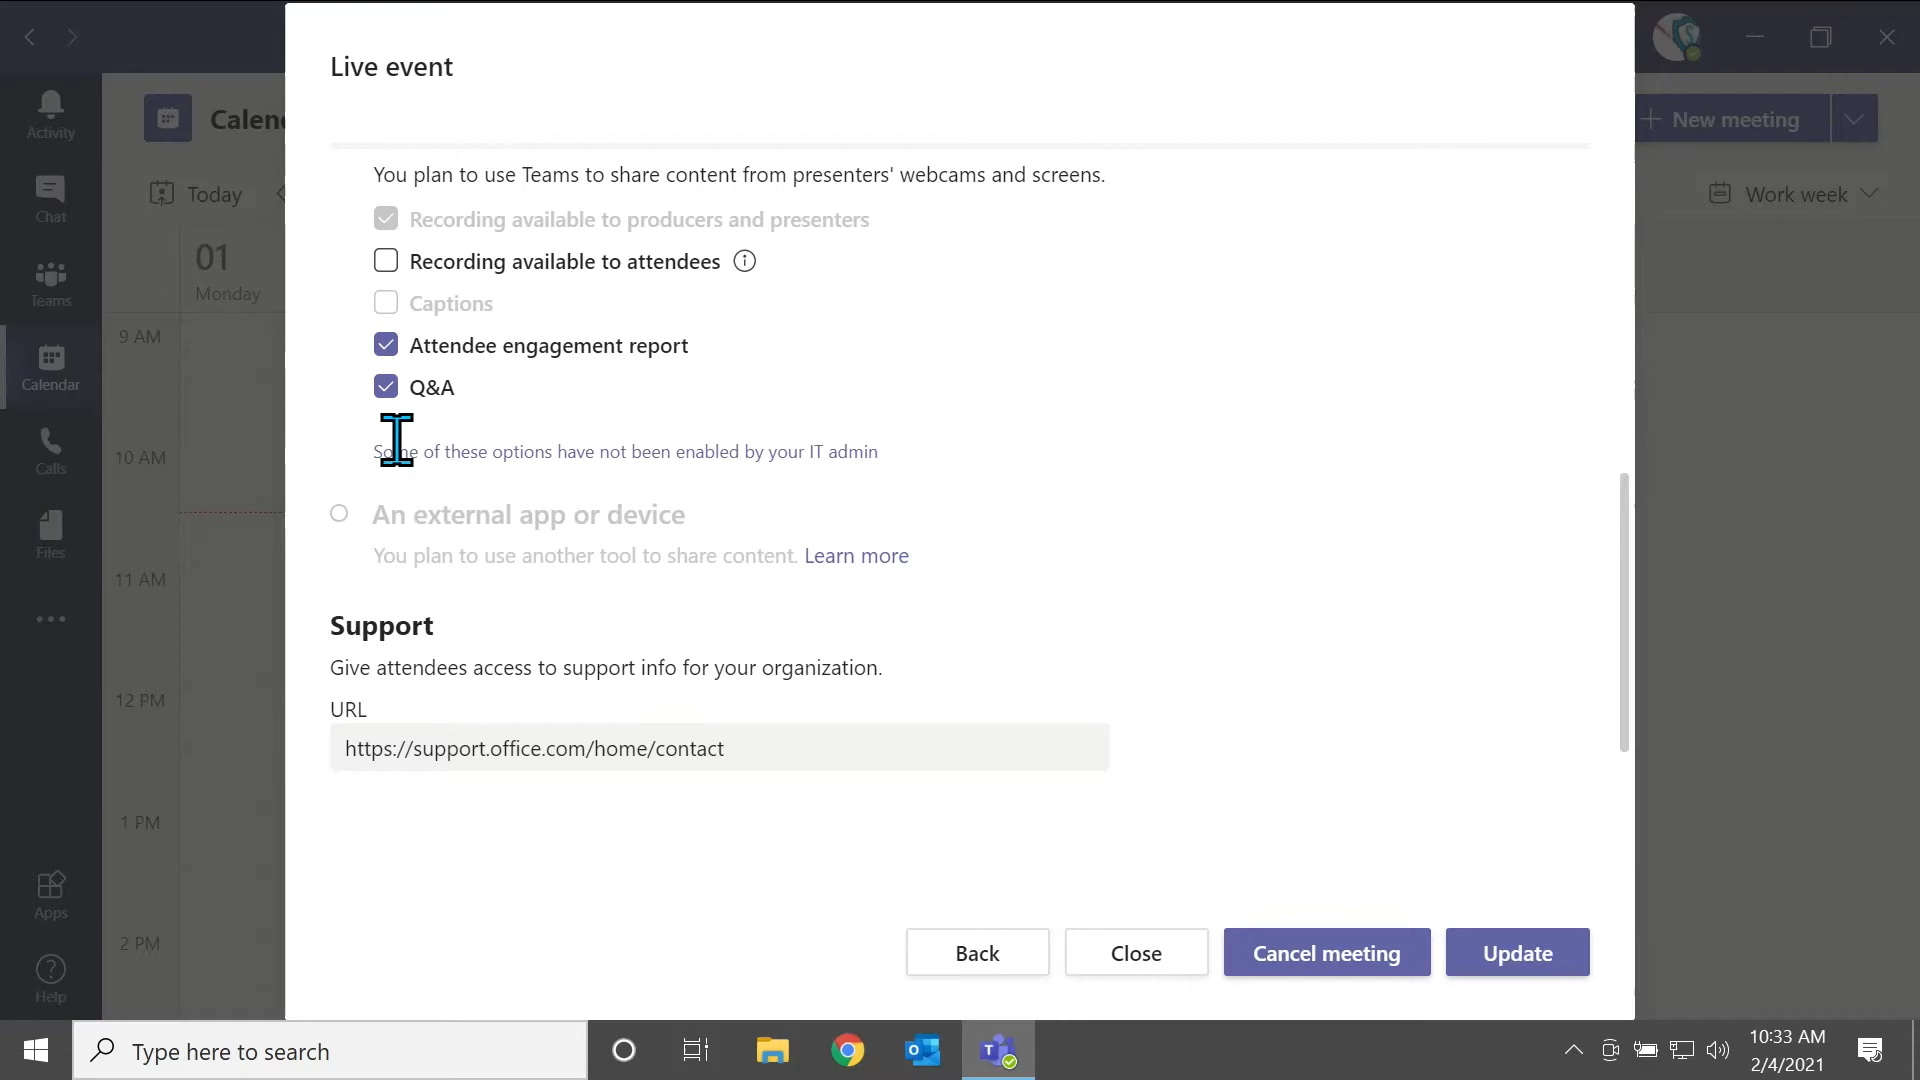 Live event
Activity
Calen
New meeting
Chat
Today
Work week
You plan to use Teams to share content from presenters' webcams and screens.
Recording available to producers and presenters
Recording available to attendees
Captions
Attendee engagement report
Q&A
Some of these options have not been enabled by your IT admin
An external app or device
You plan to use another tool to share content. Learn more
Support
Give attendees access to support info for your organization.
URL
https://support.office.com/home/contact
Back
Close
Cancel meeting
Update
01
Monday
Teams
9 AM
Calendar
10 AM
Calls
Files
11 AM
12 PM
1 PM
Apps
2 PM
Help
Type here to search
10:33 AM
2/4/2021